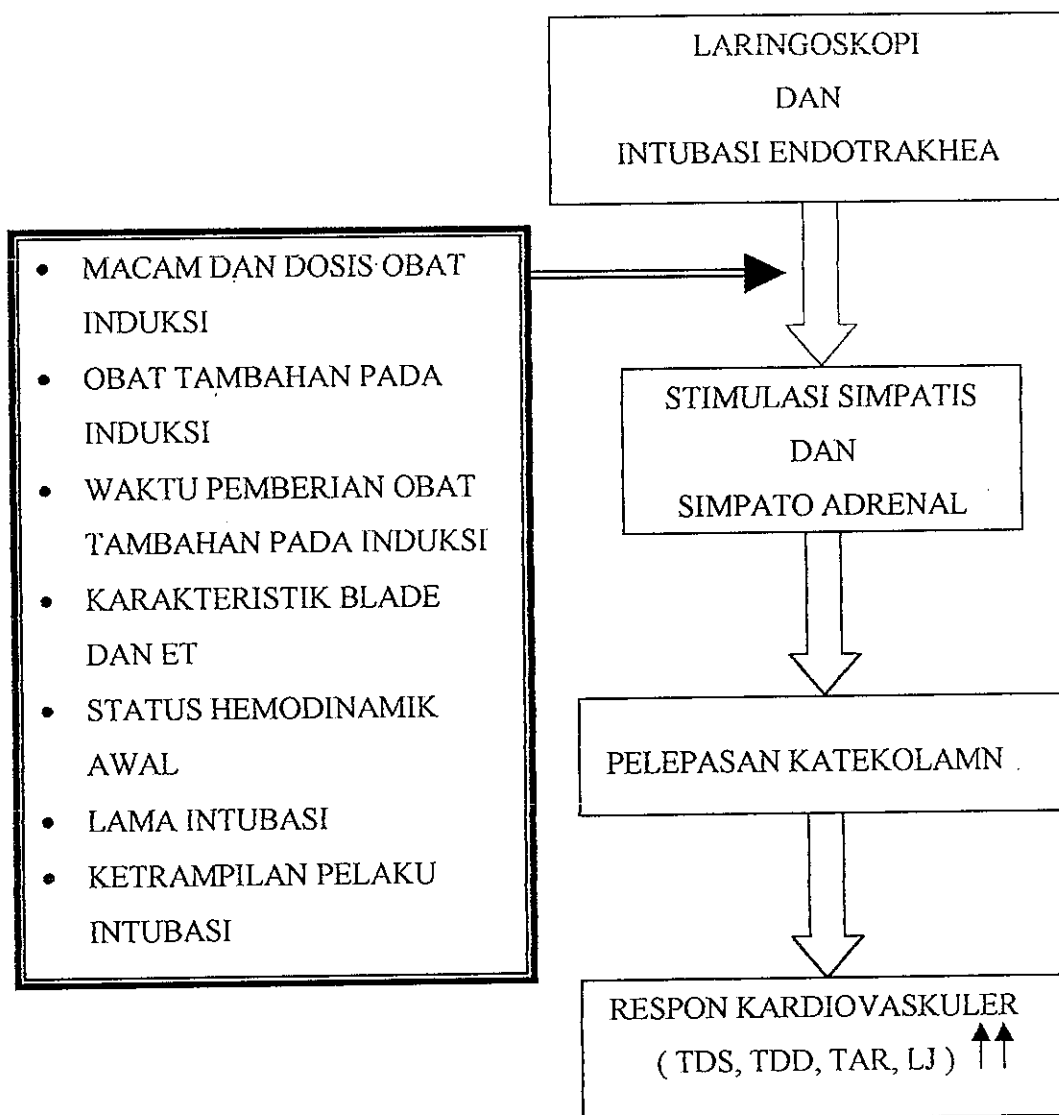 LARINGOSKOPI
DAN
INTUBASI ENDOTRAKHEA
• MACAM DAN DOSIS OBAT
INDUKSI
• OBAT TAMBAHAN PADA
INDUKSI
• WAKTU PEMBERIAN OBAT
TAMBAHAN PADA INDUKSI
• KARAKTERISTIK BLADE
DAN ET
• STATUS HEMODINAMIK
AWAL
• LAMA INTUBASI
• KETRAMPILAN PELAKU
INTUBASI
STIMULASI SIMPATIS
DAN
SIMPATO ADRENAL
PELEPASAN KATEKOLAMN
RESPON KARDIOVASKULER
( TDS, TDD, TAR, LJ ) ↑↑